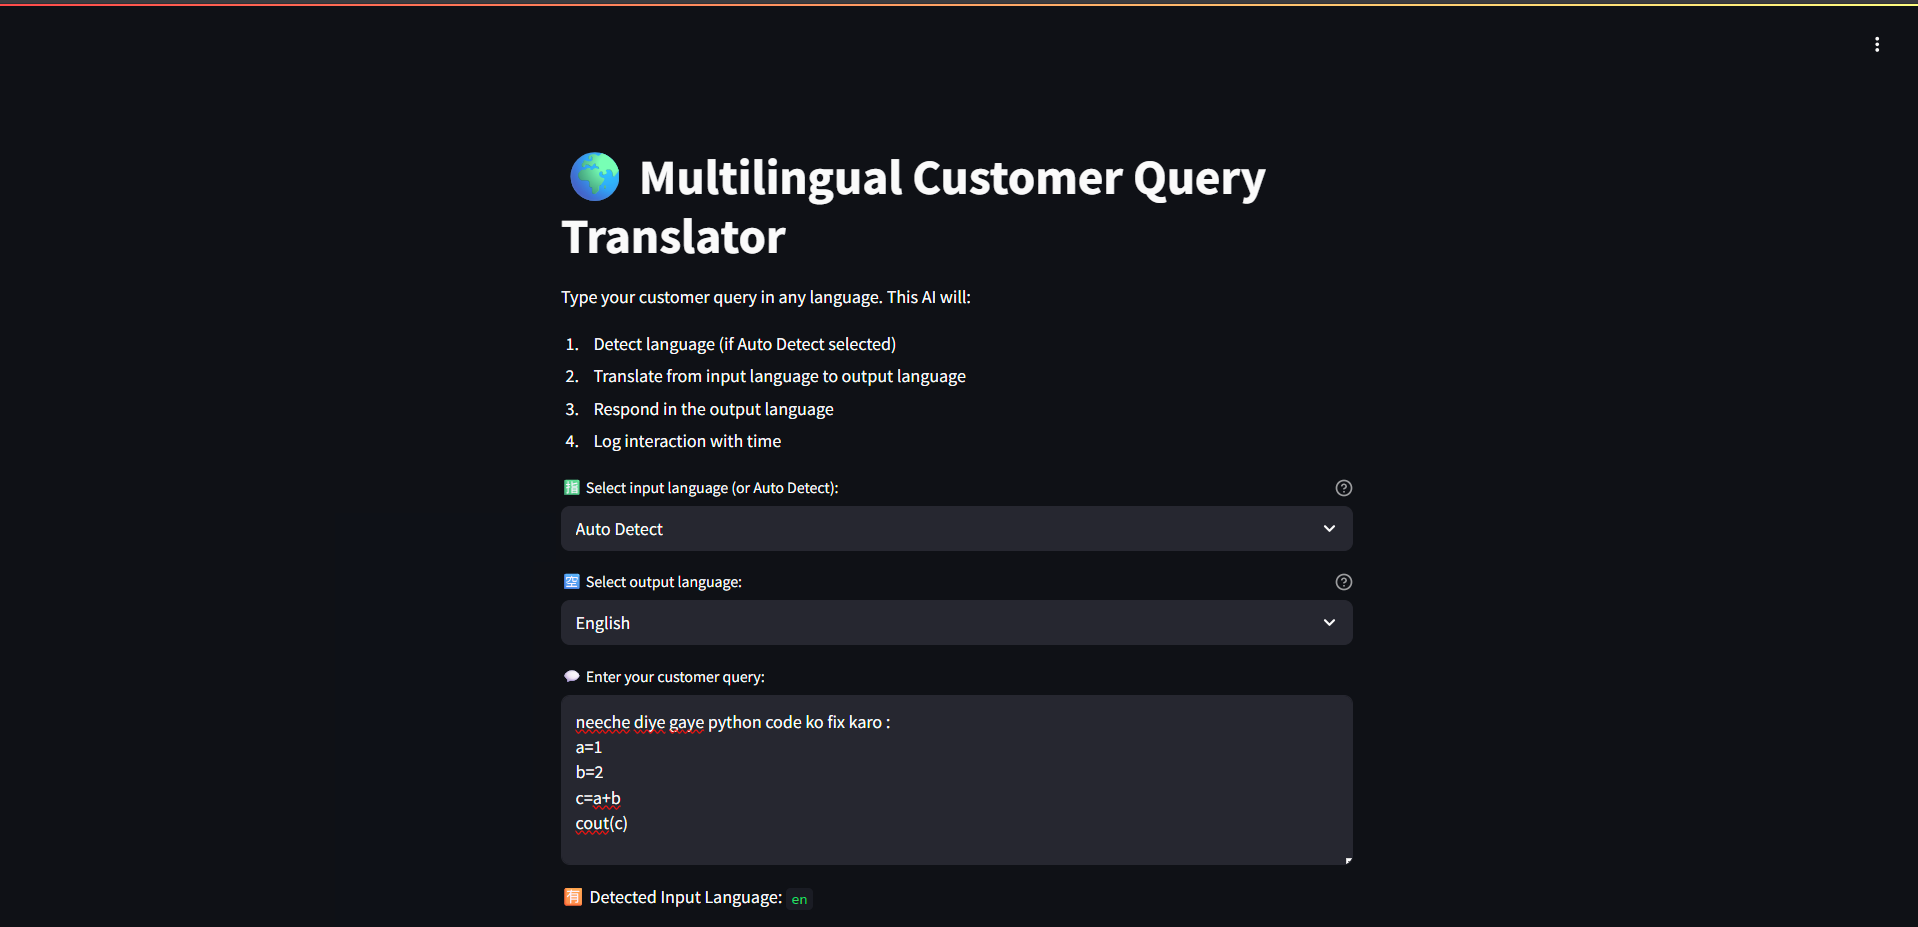 🌍 Multilingual Customer Query
Translator
Type your customer query in any language. This AI will:
1. Detect language (if Auto Detect selected)
2. Translate from input language to output language
3. Respond in the output language
4. Log interaction with time
指 Select input language (or Auto Detect):
Auto Detect
空 Select output language:
English
Enter your customer query:
neeche diye gaye python code ko fix karo :
a=1
b=2
c=a+b
cout(c)
有 Detected Input Language: en